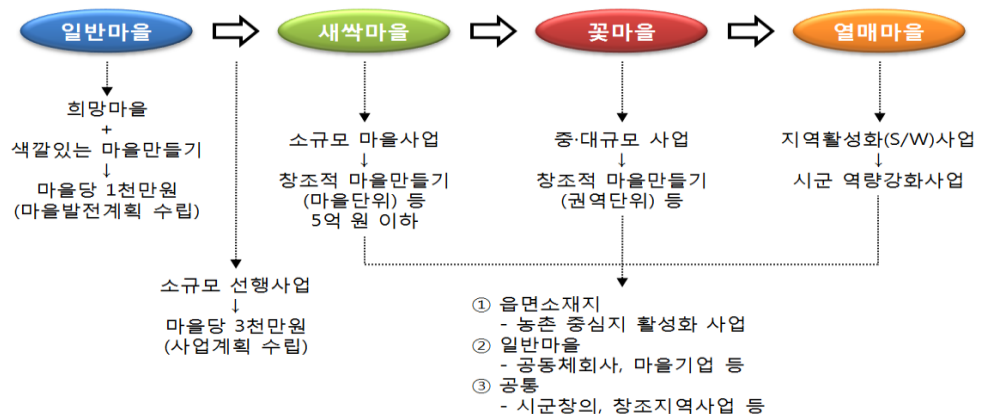 일반마을
새싹마을
꽃마을
열매마을
희망마을
+
색깔있는 마을만들기
↓
마을당 1천만원
(마을발전계획 수립)
소규모 선행사업
↓
마을당 3천만원
(사업계획 수립)
소규모 마을사업
↓
창조적 마을만들기
(마을단위) 등
5억 원 이하
중·대규모 사업
↓
창조적 마을만들기
(권역단위) 등
지역활성화(S/W)사업
↓
시군 역량강화사업
① 읍면소재지
- 농촌 중심지 활성화 사업
② 일반마을
- 공동체회사, 마을기업 등
③ 공통
- 시군창의, 창조지역사업 등